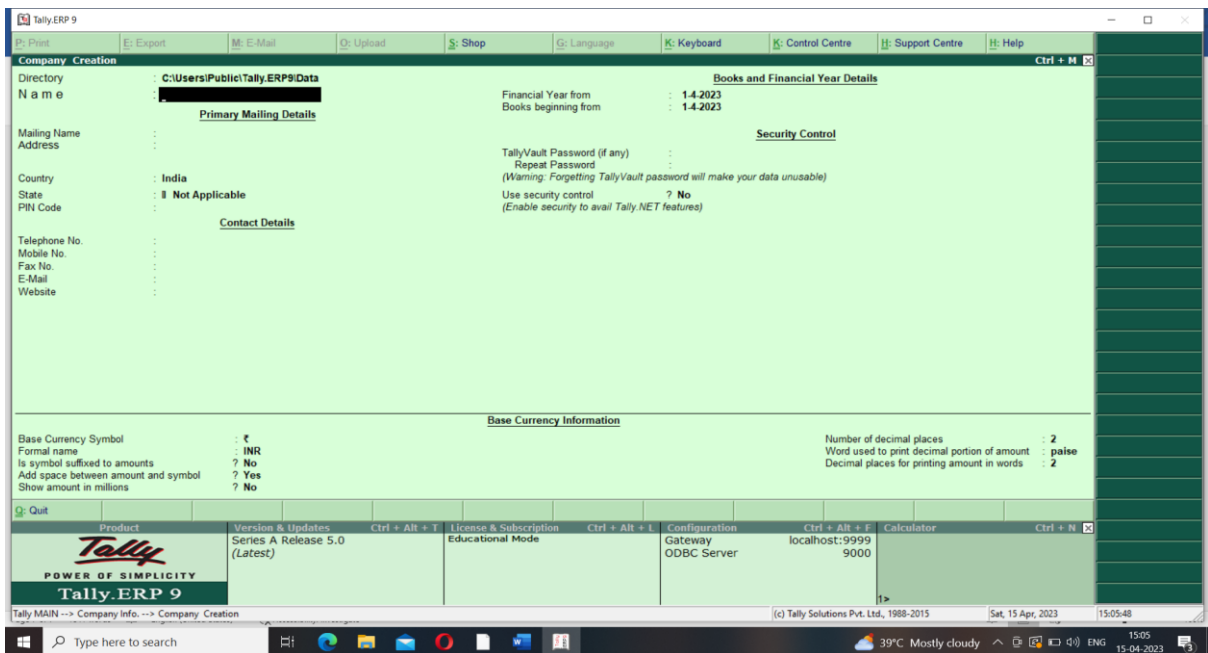 Tally.ERP 9
P: Print E: Export M: E-Mail O: Upload S: Shop G: Language K: Keyboard K: Control Centre H: Support Centre H: Help
Company Creation Ctrl + M
Directory : C:\Users\Public\Tally.ERP9\Data
Name :
Primary Mailing Details
Mailing Name :
Address :
Country : India
State : Not Applicable
PIN Code :
Contact Details
Telephone No. :
Mobile No. :
Fax No. :
E-Mail :
Website :
Books and Financial Year Details
Financial Year from : 1-4-2023
Books beginning from : 1-4-2023
Security Control
TallyVault Password (if any) :
Repeat Password :
(Warning: Forgetting TallyVault password will make your data unusable)
Use security control ? No
(Enable security to avail Tally.NET features)
Base Currency Information
Base Currency Symbol : ₹
Formal name : INR
Is symbol suffixed to amounts ? No
Add space between amount and symbol ? Yes
Show amount in millions ? No
Number of decimal places : 2
Word used to print decimal portion of amount : paise
Decimal places for printing amount in words : 2
Q: Quit
Product
Tally
POWER OF SIMPLICITY
Tally.ERP 9
Version & Updates Ctrl + Alt + T
Series A Release 5.0
(Latest)
License & Subscription Ctrl + Alt + L
Educational Mode
Configuration Ctrl + Alt + F
Gateway localhost:9999
ODBC Server 9000
Calculator Ctrl + N
1>
Tally MAIN --> Company Info. --> Company Creation (c) Tally Solutions Pvt. Ltd., 1988-2015 Sat, 15 Apr, 2023 15:05:48
Type here to search 39°C Mostly cloudy ENG 15:05
15-04-2023